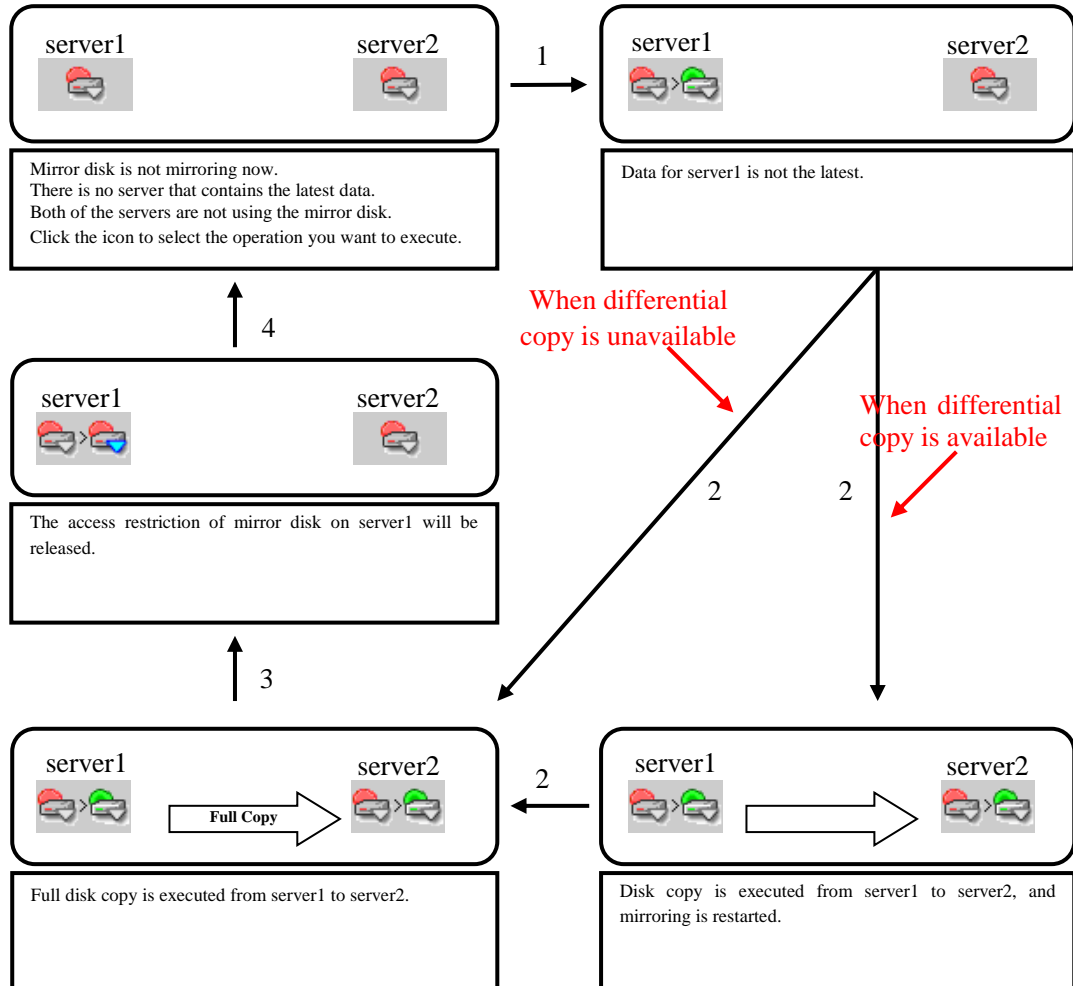 server1
server2
Mirror disk is not mirroring now.
There is no server that contains the latest data.
Both of the servers are not using the mirror disk.
Click the icon to select the operation you want to execute.
1
server1
server2
Data for server1 is not the latest.
When differential
copy is unavailable
When differential
copy is available
2
2
4
server1
server2
The access restriction of mirror disk on server1 will be
released.
3
server1
server2
Full Copy
Full disk copy is executed from server1 to server2.
2
server1
server2
Disk copy is executed from server1 to server2, and
mirroring is restarted.